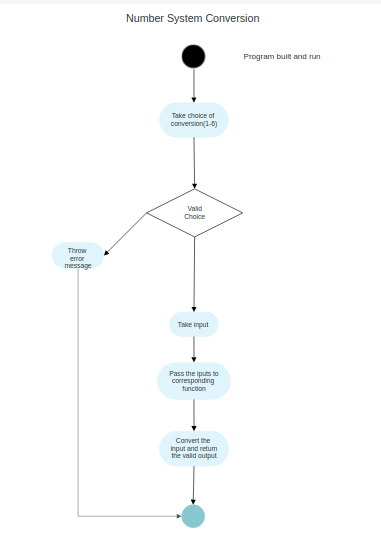 Number System Conversion
Program built and run
Take choice of
conversion(1-6)
Valid
Choice
Throw
error
message
Take input
Pass the iputs to
corresponding
function
Convert the
input and return
the valid output